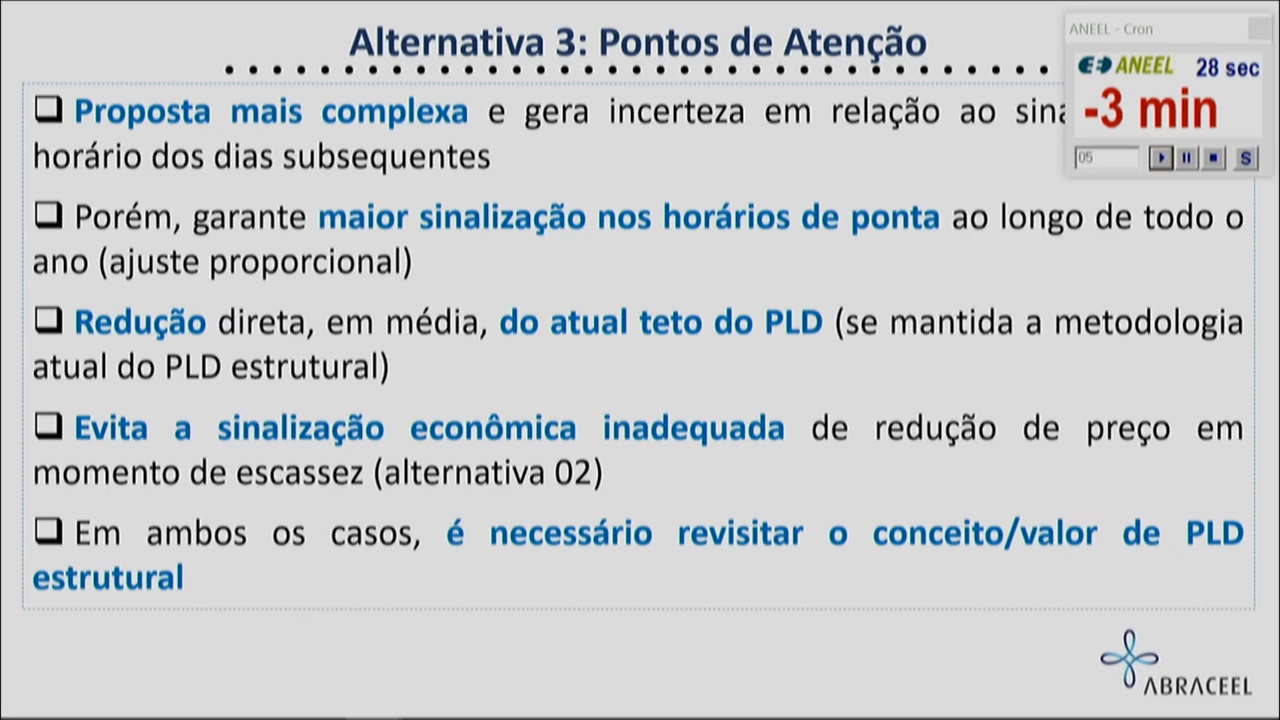 Alternativa 3: Pontos de Atenção
Proposta mais complexa e gera incerteza em relação ao
horário dos dias subsequentes
Porém, garante maior sinalização nos horários de ponta ao longo de todo o
ano (ajuste proporcional)
Redução direta, em média, do atual teto do PLD (se mantida a metodologia
atual do PLD estrutural)
Evita a sinalização econômica inadequada de redução de preço em
momento de escassez (alternativa 02)
Em ambos os casos, é necessário revisitar o conceito/valor de PLD
estrutural
ANEEL - Cron
ANEEL 28 sec
-3 min
05 S
ABRACEEL